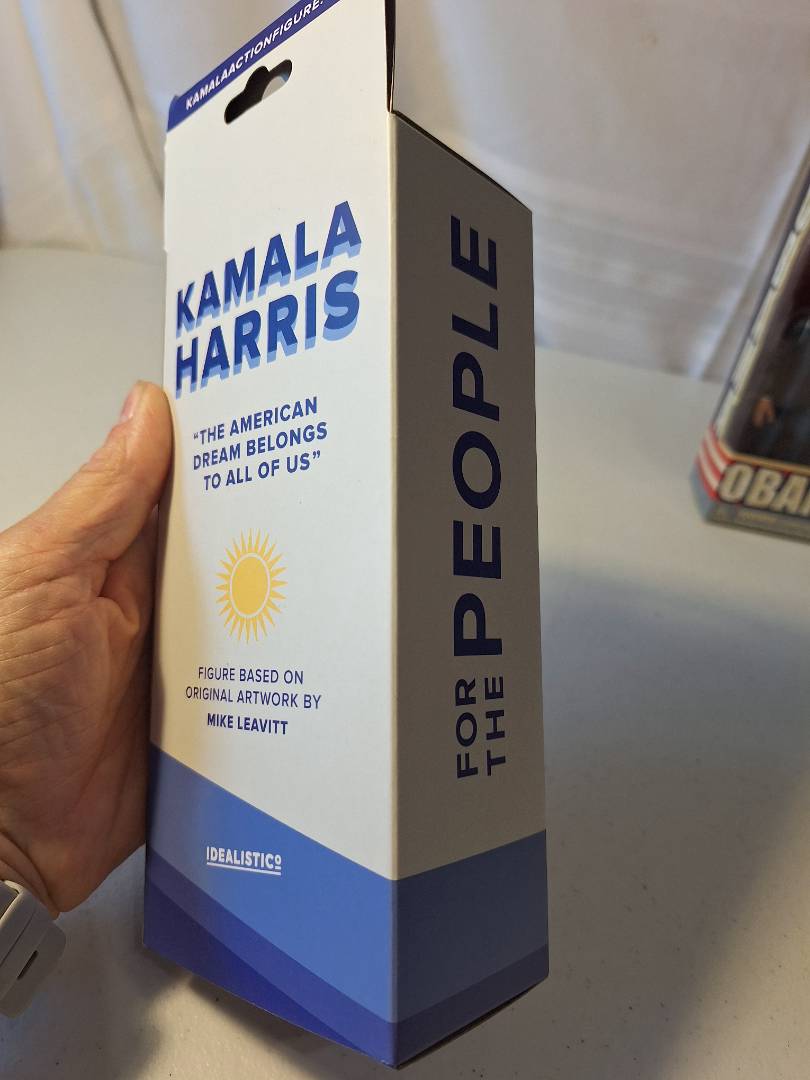 KAMALAACTIONFIGURE.
KAMALA
HARRIS
“THE AMERICAN
DREAM BELONGS
TO ALL OF US”
FIGURE BASED ON
ORIGINAL ARTWORK BY
MIKE LEAVITT
IDEALISTICO
FOR
THE
PEOPLE
OBA